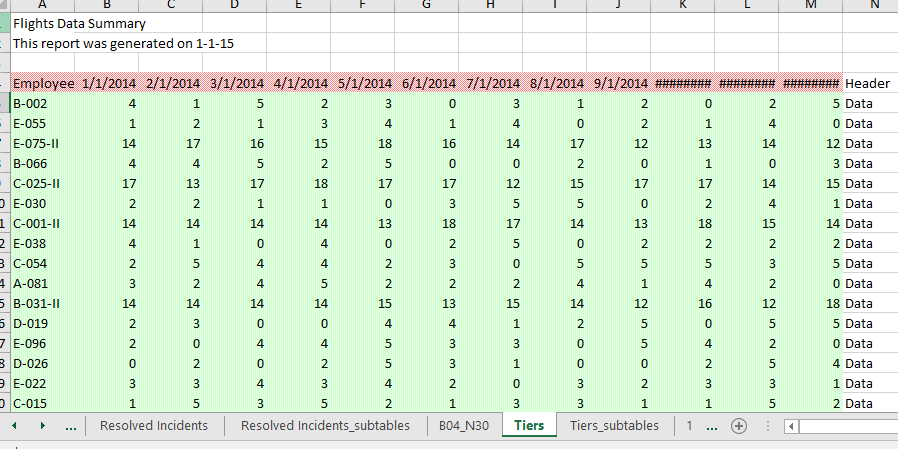 A B C D E F G H I J K L M N
Flights Data Summary
This report was generated on 1-1-15
Employee 1/1/2014 2/1/2014 3/1/2014 4/1/2014 5/1/2014 6/1/2014 7/1/2014 8/1/2014 9/1/2014 ######## ######## ######## Header
B-002 4 1 5 2 3 0 3 1 2 0 2 5 Data
E-055 1 2 1 3 4 1 4 0 2 1 4 0 Data
E-075-II 14 17 16 15 18 16 14 17 12 13 14 12 Data
B-066 4 4 5 2 5 0 0 2 0 1 0 3 Data
C-025-II 17 13 17 18 17 17 12 15 17 17 14 15 Data
E-030 2 2 1 1 0 3 5 5 0 2 4 1 Data
C-001-II 14 14 14 14 13 18 17 14 13 18 15 14 Data
E-038 4 1 0 4 0 2 5 0 2 2 2 2 Data
C-054 2 5 4 4 2 3 0 5 5 5 3 5 Data
A-081 3 2 4 5 2 2 2 4 1 4 2 0 Data
B-031-II 14 14 14 14 15 13 15 14 12 16 12 18 Data
D-019 2 3 0 0 4 4 1 2 5 0 5 5 Data
E-096 2 0 4 4 5 3 3 0 5 4 2 0 Data
D-026 0 2 0 2 5 3 1 0 0 2 5 4 Data
E-022 3 3 4 3 4 2 0 3 2 3 3 1 Data
C-015 1 5 3 5 2 1 3 3 1 1 5 2 Data
... Resolved Incidents Resolved Incidents_subtables B04_N30 Tiers Tiers_subtables 1 ...